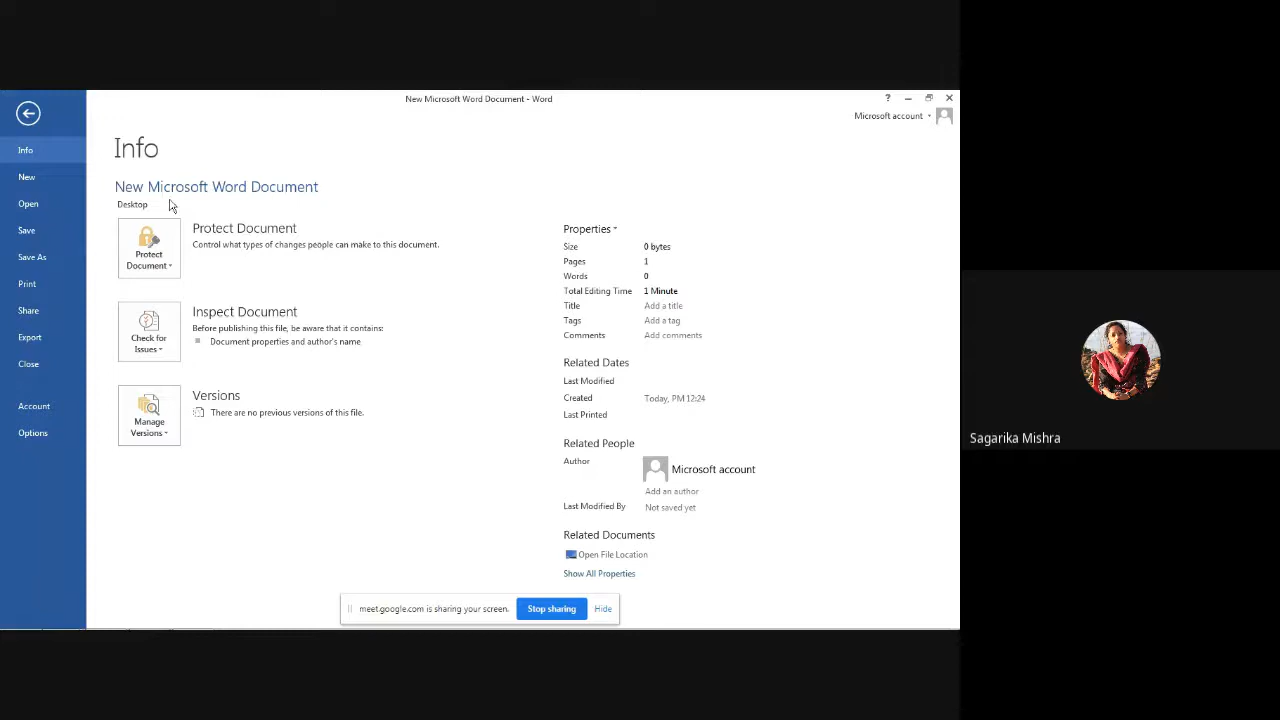 New Microsoft Word Document - Word
?
Microsoft account
Info
New
Open
Save
Save As
Print
Share
Export
Close
Account
Options
Info
New Microsoft Word Document
Desktop
Protect
Document
Protect Document
Control what types of changes people can make to this document.
Check for
Issues
Inspect Document
Before publishing this file, be aware that it contains:
Document properties and author's name
Manage
Versions
Versions
There are no previous versions of this file.
Properties
Size 0 bytes
Pages 1
Words 0
Total Editing Time 1 Minute
Title Add a title
Tags Add a tag
Comments Add comments
Related Dates
Last Modified
Created Today, PM 12:24
Last Printed
Related People
Author Microsoft account
Add an author
Last Modified By Not saved yet
Related Documents
Open File Location
Show All Properties
meet.google.com is sharing your screen. Stop sharing Hide
Sagarika Mishra